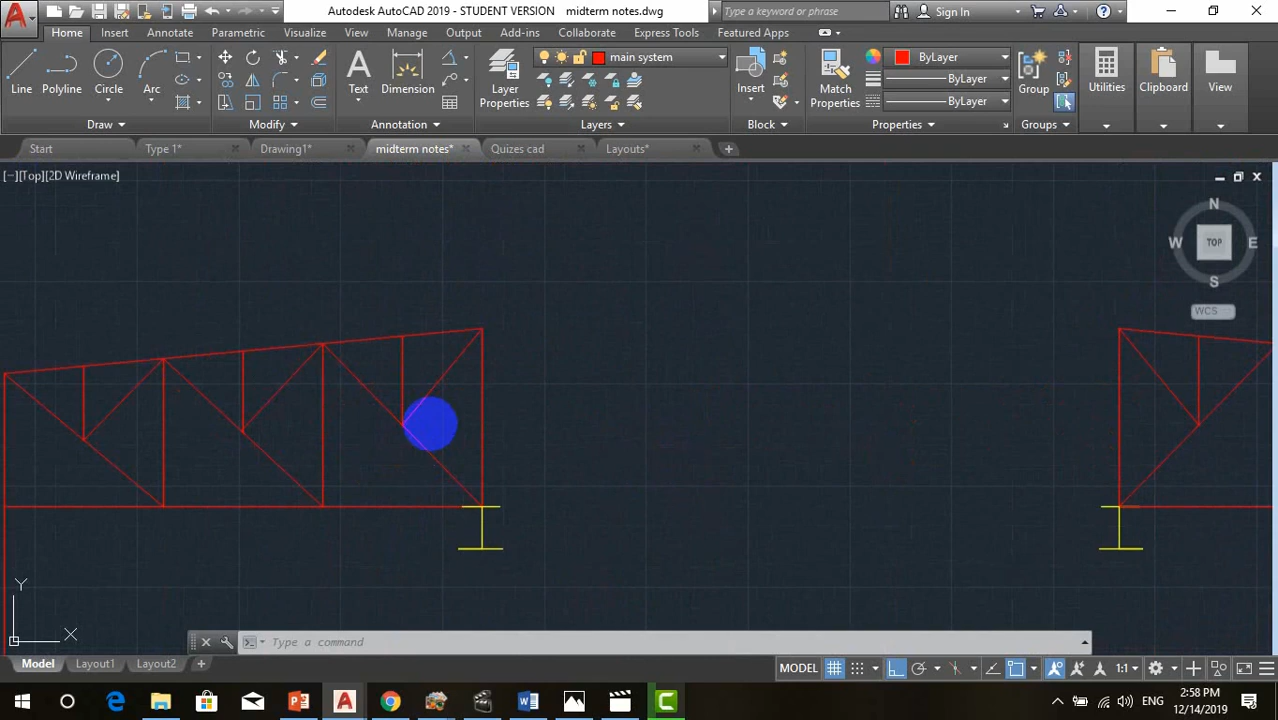 Autodesk AutoCAD 2019 - STUDENT VERSION midterm notes.dwg
Type a keyword or phrase
Sign In
Home Insert Annotate Parametric View Manage Output Add-ins Collaborate Express Tools Featured Apps
main system
ByLayer
ByLayer
ByLayer
Line Polyline Circle Arc
Text Dimension
Layer Properties
Insert
Match Properties
Group Utilities Clipboard View
Draw Modify Annotation Layers Block Properties Groups
Start Type 1* Drawing1* midterm notes* Quizes cad Layouts*
[−][Top][2D Wireframe]
N
W TOP E
S
WCS
Y
X
Type a command
Model Layout1 Layout2
MODEL 1:1
ENG
2:58 PM
12/14/2019